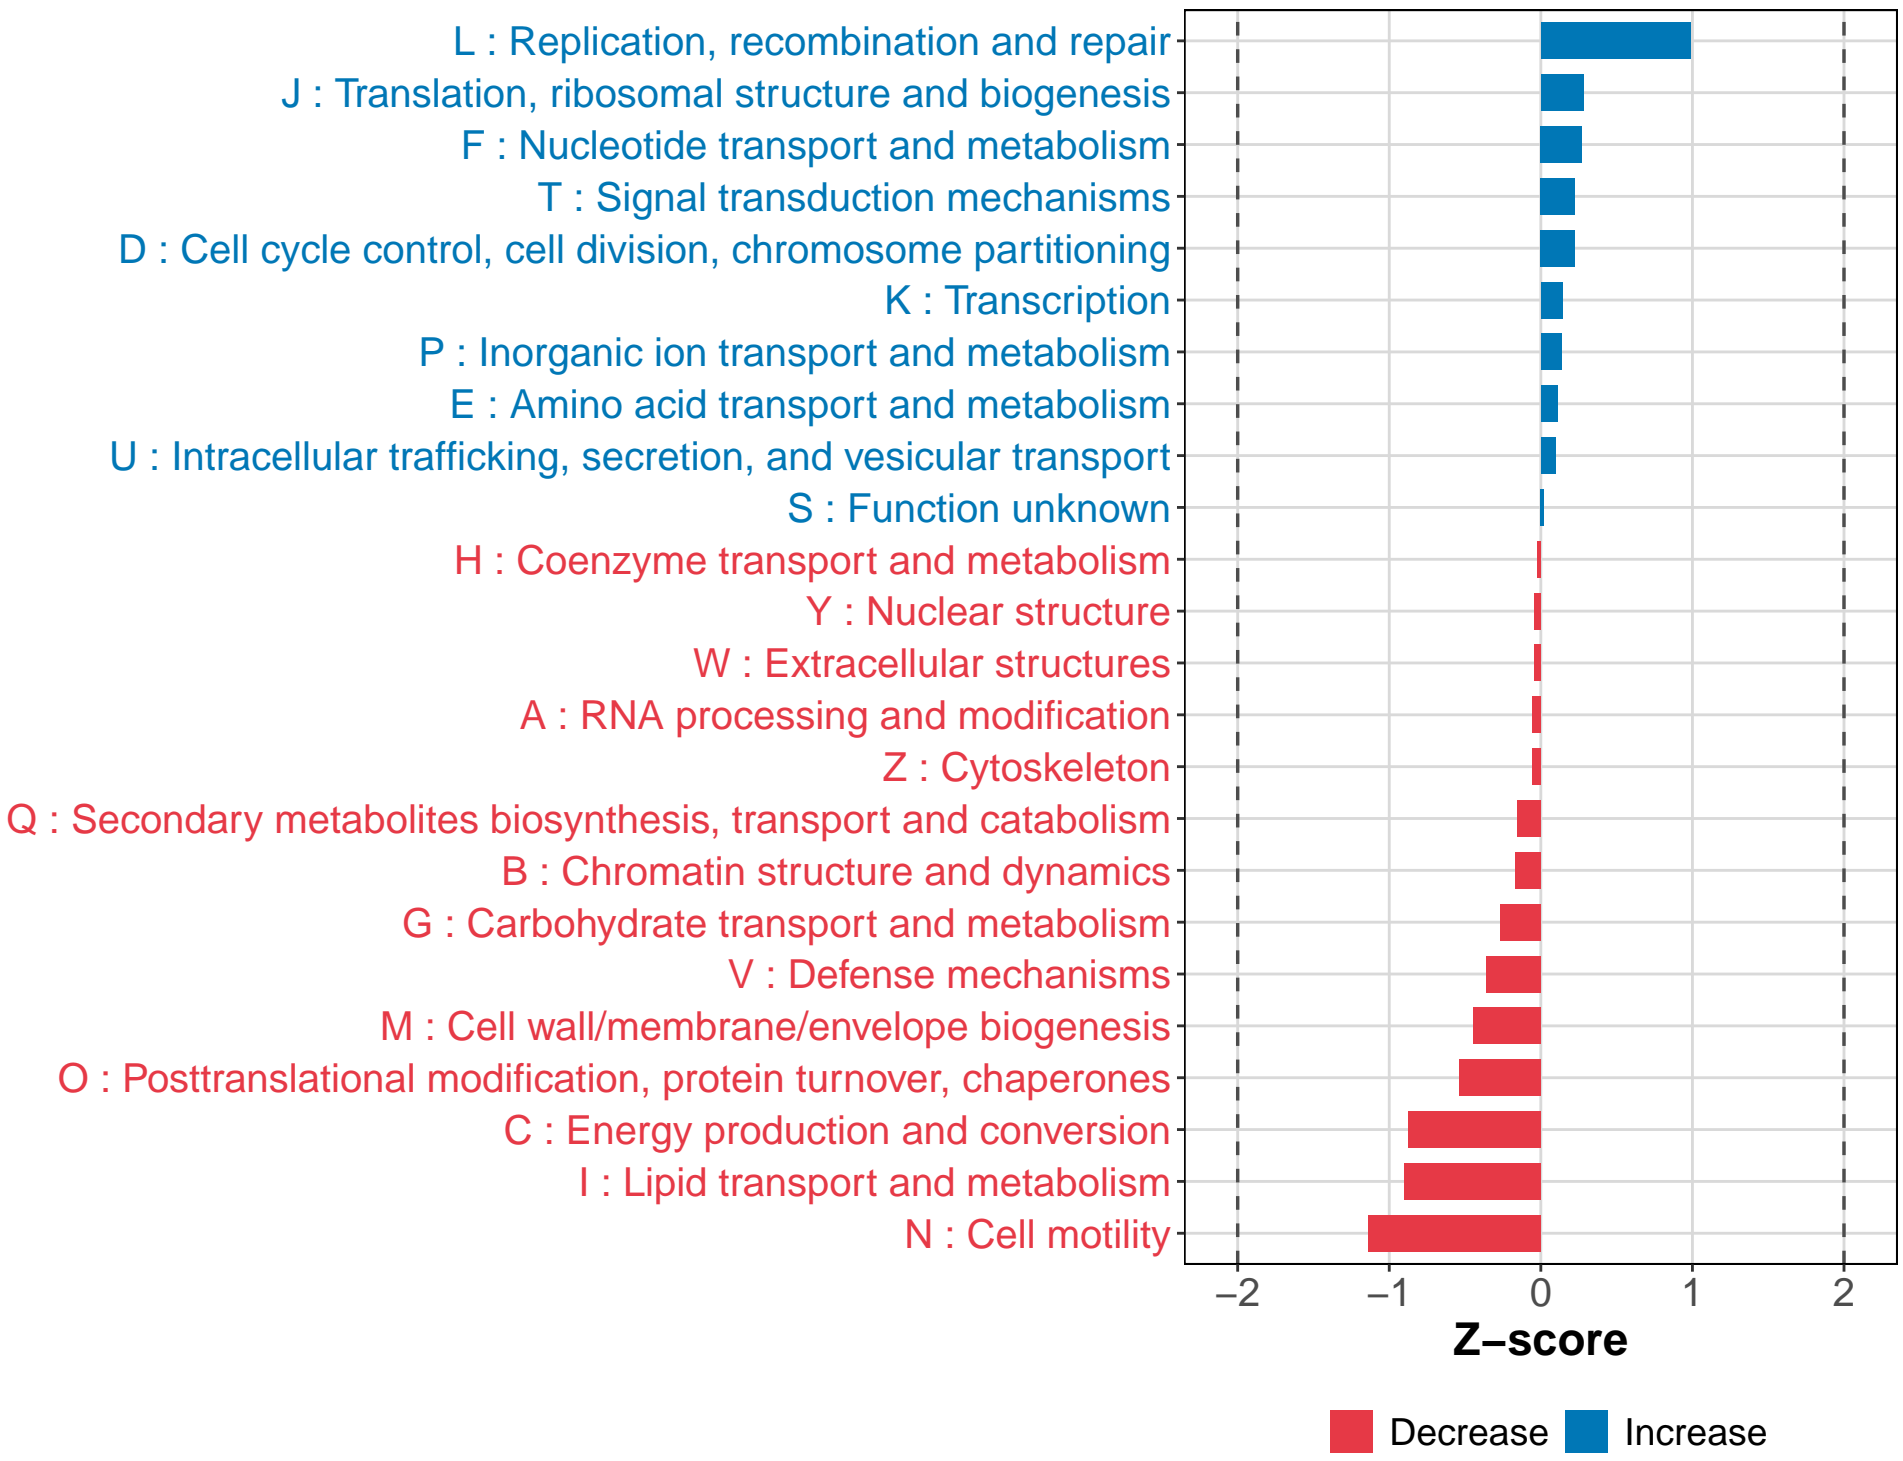 L : Replication, recombination and repair
J : Translation, ribosomal structure and biogenesis
F : Nucleotide transport and metabolism
T : Signal transduction mechanisms
D : Cell cycle control, cell division, chromosome partitioning
K : Transcription
P : Inorganic ion transport and metabolism
E : Amino acid transport and metabolism
U : Intracellular trafficking, secretion, and vesicular transport
S : Function unknown
H : Coenzyme transport and metabolism
Y : Nuclear structure
W : Extracellular structures
A : RNA processing and modification
Z : Cytoskeleton
Q : Secondary metabolites biosynthesis, transport and catabolism
B : Chromatin structure and dynamics
G : Carbohydrate transport and metabolism
V : Defense mechanisms
M : Cell wall/membrane/envelope biogenesis
O : Posttranslational modification, protein turnover, chaperones
C : Energy production and conversion
I : Lipid transport and metabolism
N : Cell motility
−2 −1 0 1 2
Z−score
Decrease Increase